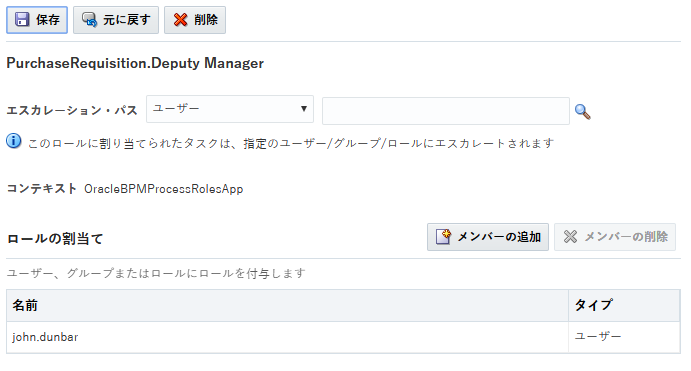 保存 元に戻す 削除
PurchaseRequisition.Deputy Manager
エスカレーション・パス ユーザー
このロールに割り当てられたタスクは、指定のユーザー/グループ/ロールにエスカレートされます
コンテキスト OracleBPMProcessRolesApp
ロールの割当て メンバーの追加 メンバーの削除
ユーザー、グループまたはロールにロールを付与します
名前 タイプ
john.dunbar ユーザー